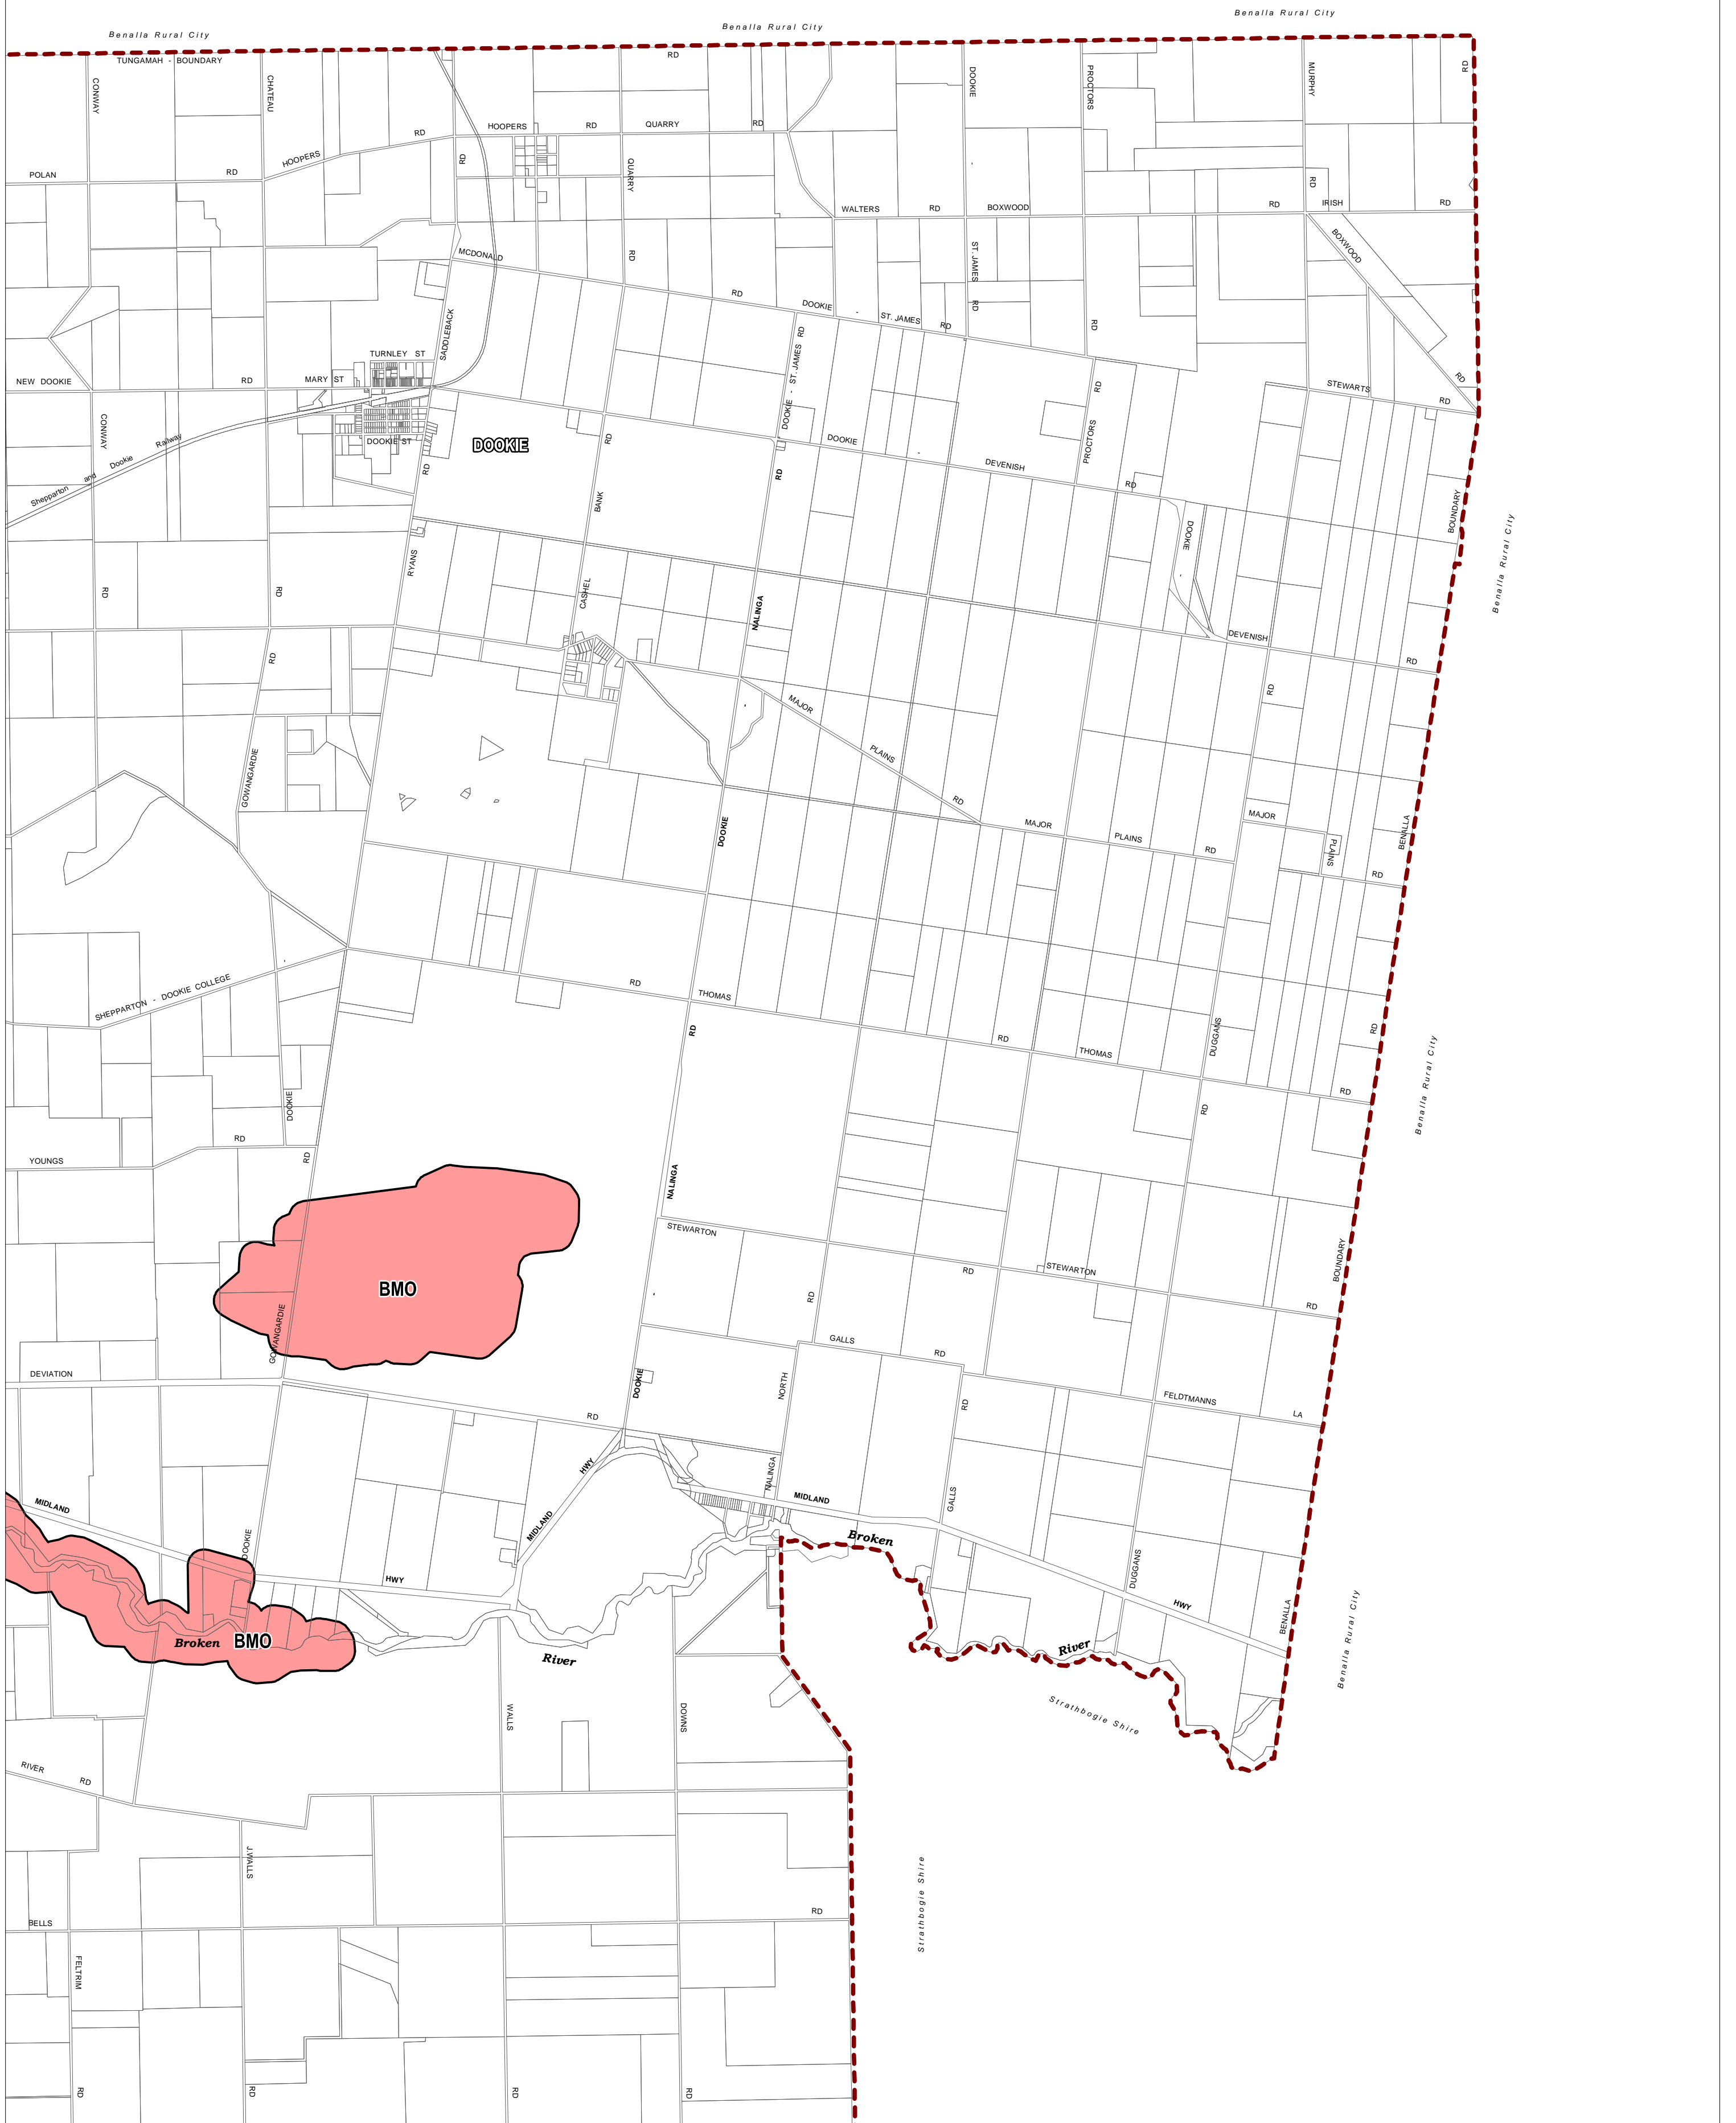 Benalla Rural City
Benalla Rural City
Benalla Rural City
TUNGAMAH - BOUNDARY
RD
RD
CONWAY
CHATEAU
DOOKIE
PROCTORS
MURPHY
HOOPERS
RD
QUARRY
RD
RD
HOOPERS
RD
POLAN
RD
QUARRY
RD
WALTERS
RD
BOXWOOD
RD
IRISH
RD
BOXWOOD
MCDONALD
RD
ST. JAMES
RD
RD
DOOKIE
ST. JAMES
RD
RD
SADDLEBACK
DOOKIE - ST. JAMES RD
TURNLEY ST
NEW DOOKIE
RD
MARY ST
RD
STEWARTS
RD
RD
CONWAY
Shepparton and Dookie Railway
DOOKIE ST
DOOKIE
RD
RD
DOOKIE
PROCTORS
DEVENISH
RD
RD
BANK
BOUNDARY
DOOKIE
Benalla Rural City
RYANS
CASHEL
NALINGA
RD
RD
DEVENISH
RD
RD
RD
MAJOR
PLAINS
RD
GOWANGARDIE
DOOKIE
MAJOR
PLAINS
RD
MAJOR
PLAINS
RD
BENALLA
SHEPPARTON - DOOKIE COLLEGE
RD
THOMAS
RD
RD
THOMAS
DUGGANS
RD
RD
Benalla Rural City
DOOKIE
RD
RD
YOUNGS
RD
NALINGA
STEWARTON
RD
STEWARTON
RD
BOUNDARY
BMO
GOWANGARDIE
RD
GALLS
RD
DEVIATION
DOOKIE
NORTH
RD
FELDTMANNS
LA
RD
HWY
NALINGA
GALLS
MIDLAND
MIDLAND
MIDLAND
DOOKIE
HWY
Broken
DUGGANS
HWY
BENALLA
Benalla Rural City
Broken
BMO
River
River
Strathbogie Shire
WALLS
DOWNS
RIVER
RD
J.WALLS
Strathbogie Shire
BELLS
RD
FELTRIM
RD
RD
RD
RD